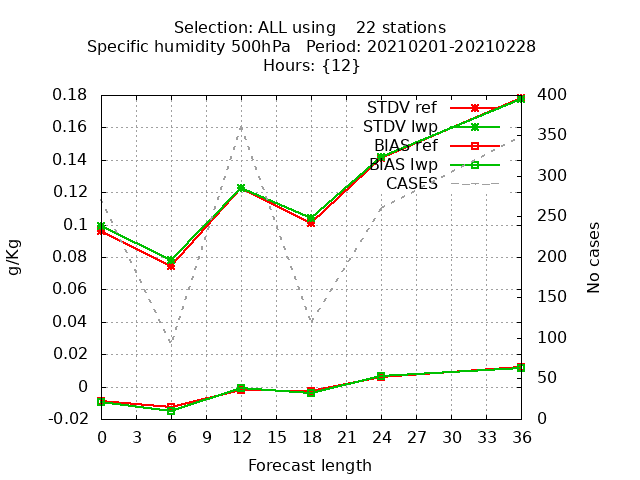 Selection: ALL using    22 stations
Specific humidity 500hPa   Period: 20210201-20210228
Hours: {12}
0.18
0.16
0.14
0.12
0.1
0.08
0.06
0.04
0.02
0
-0.02
g/Kg
STDV ref
STDV lwp
BIAS ref
BIAS lwp
CASES
400
350
300
250
200
150
100
50
0
No cases
0 3 6 9 12 15 18 21 24 27 30 33 36
Forecast length